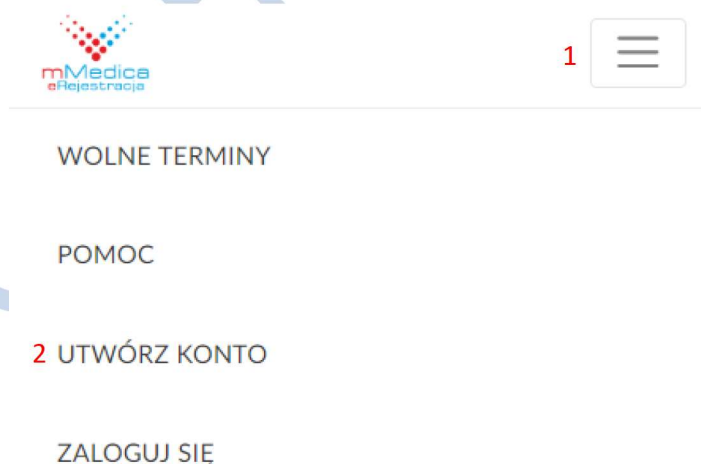 mMedica
eRejestracja
1
WOLNE TERMINY
POMOC
2 UTWÓRZ KONTO
ZALOGUJ SIĘ